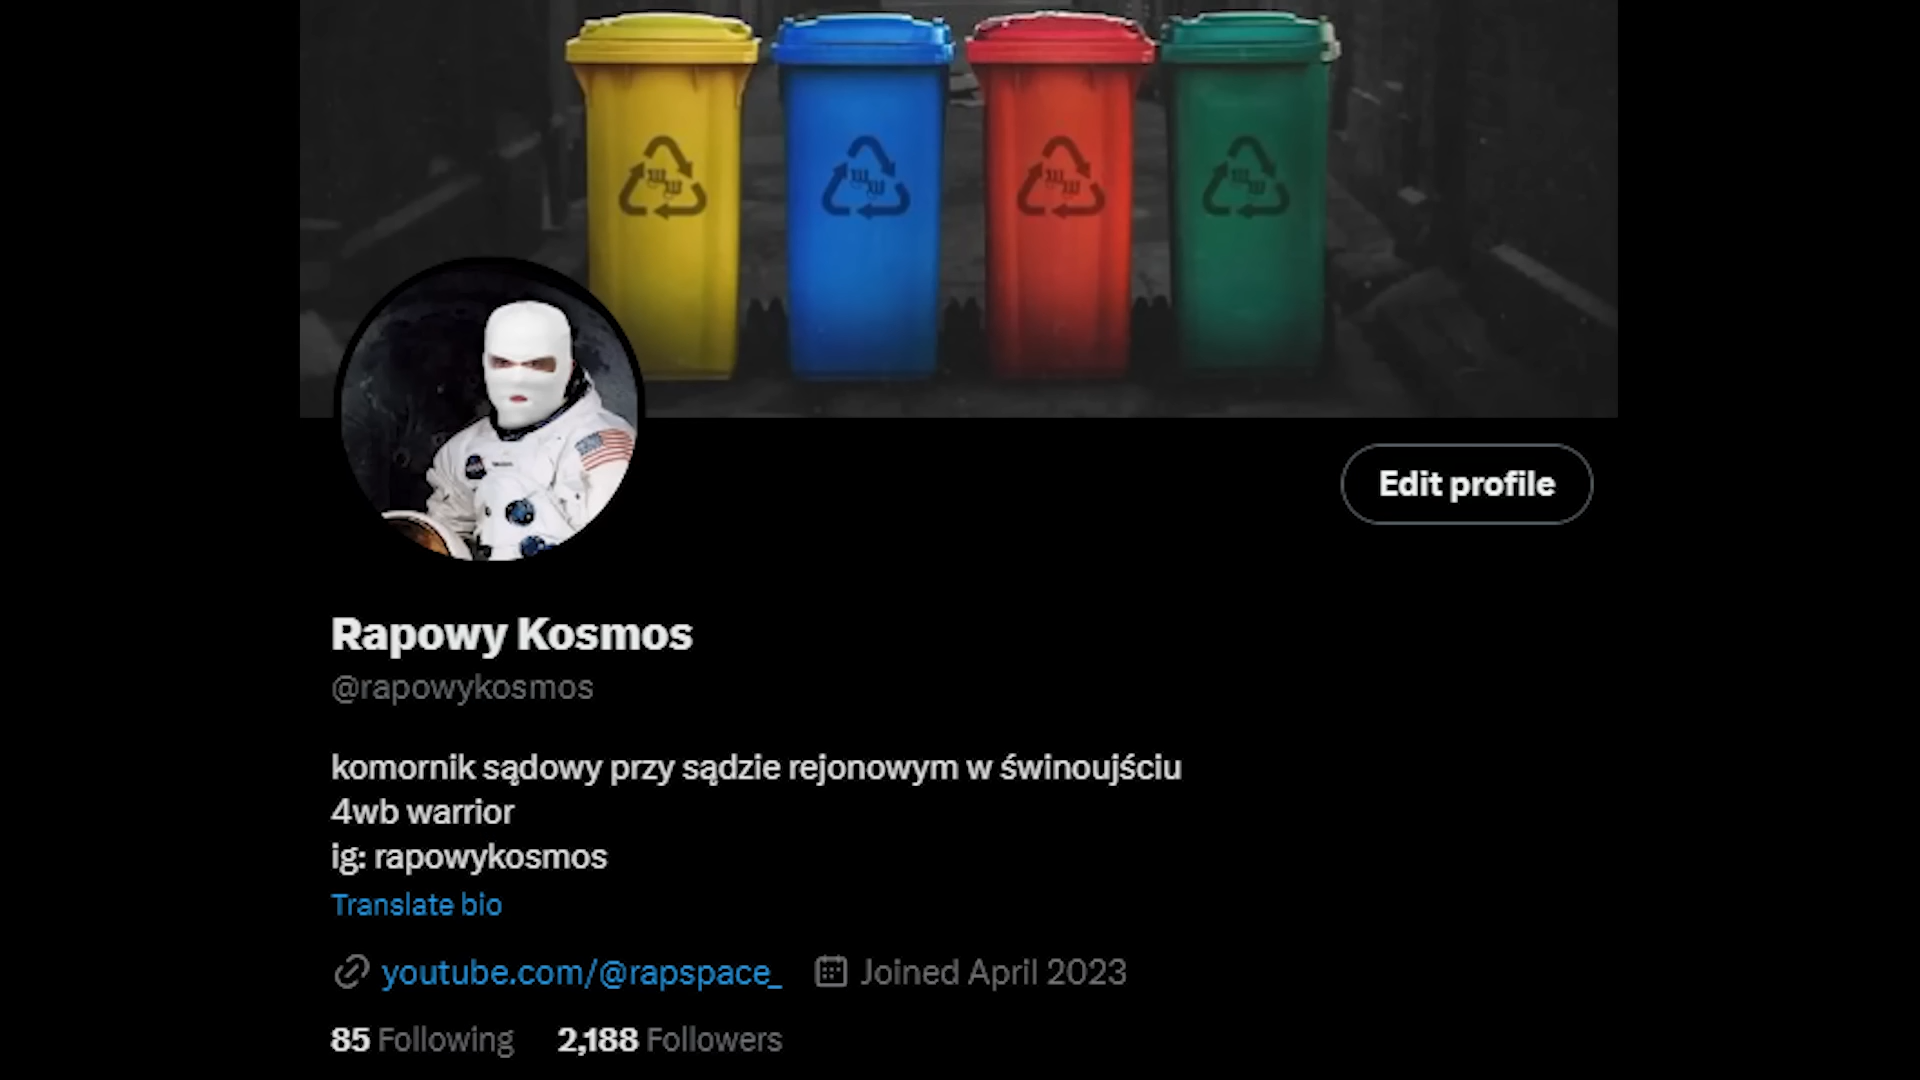 Edit profile
Rapowy Kosmos
@rapowykosmos
komornik sądowy przy sądzie rejonowym w świnoujściu
4wb warrior
ig: rapowykosmos
Translate bio
youtube.com/@rapspace_ Joined April 2023
85 Following 2,188 Followers